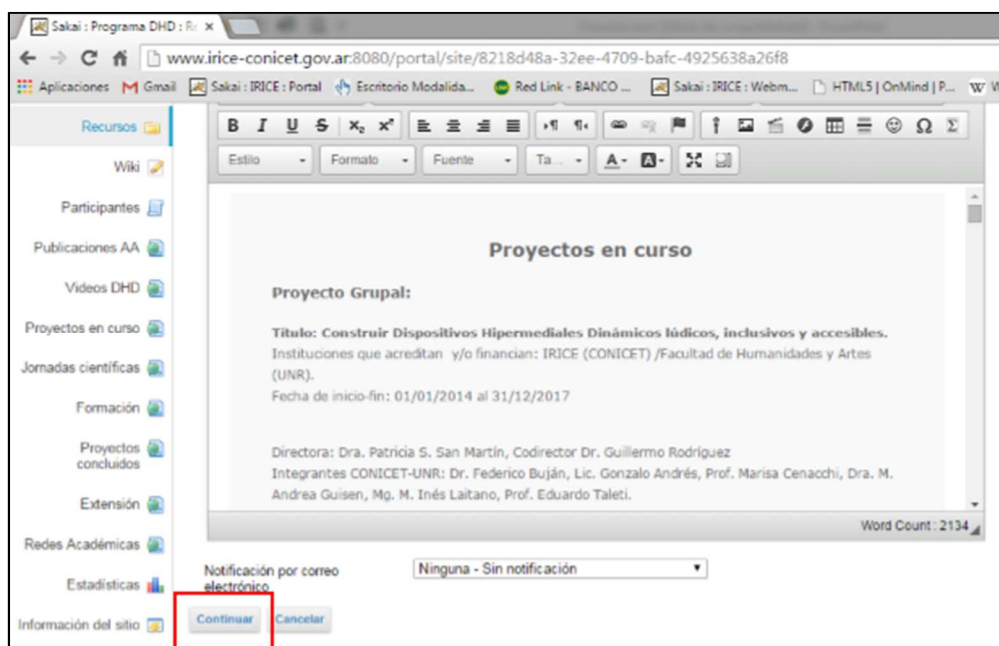 Sakai : Programa DHD : Re
www.irice-conicet.gov.ar:8080/portal/site/8218d48a-32ee-4709-bafc-4925638a26f8
Aplicaciones Gmail Sakai : IRICE : Portal Escritorio Modalida... Red Link - BANCO ... Sakai : IRICE : Webm... HTML5 | OnMind | P... W
Recursos
Wiki
Participantes
Publicaciones AA
Videos DHD
Proyectos en curso
Jornadas científicas
Formación
Proyectos
concluidos
Extensión
Redes Académicas
Estadísticas
Información del sitio
B I U S x₂ x² Ω Σ
Estilo Formato Fuente Ta... A A
Proyectos en curso
Proyecto Grupal:
Título: Construir Dispositivos Hipermediales Dinámicos lúdicos, inclusivos y accesibles.
Instituciones que acreditan y/o financian: IRICE (CONICET) /Facultad de Humanidades y Artes
(UNR).
Fecha de inicio-fin: 01/01/2014 al 31/12/2017
Directora: Dra. Patricia S. San Martín, Codirector Dr. Guillermo Rodríguez
Integrantes CONICET-UNR: Dr. Federico Buján, Lic. Gonzalo Andrés, Prof. Marisa Cenacchi, Dra. M.
Andrea Guisen, Mg. M. Inés Laitano, Prof. Eduardo Taleti.
Word Count: 2134
Notificación por correo
electrónico
Ninguna - Sin notificación
Continuar Cancelar